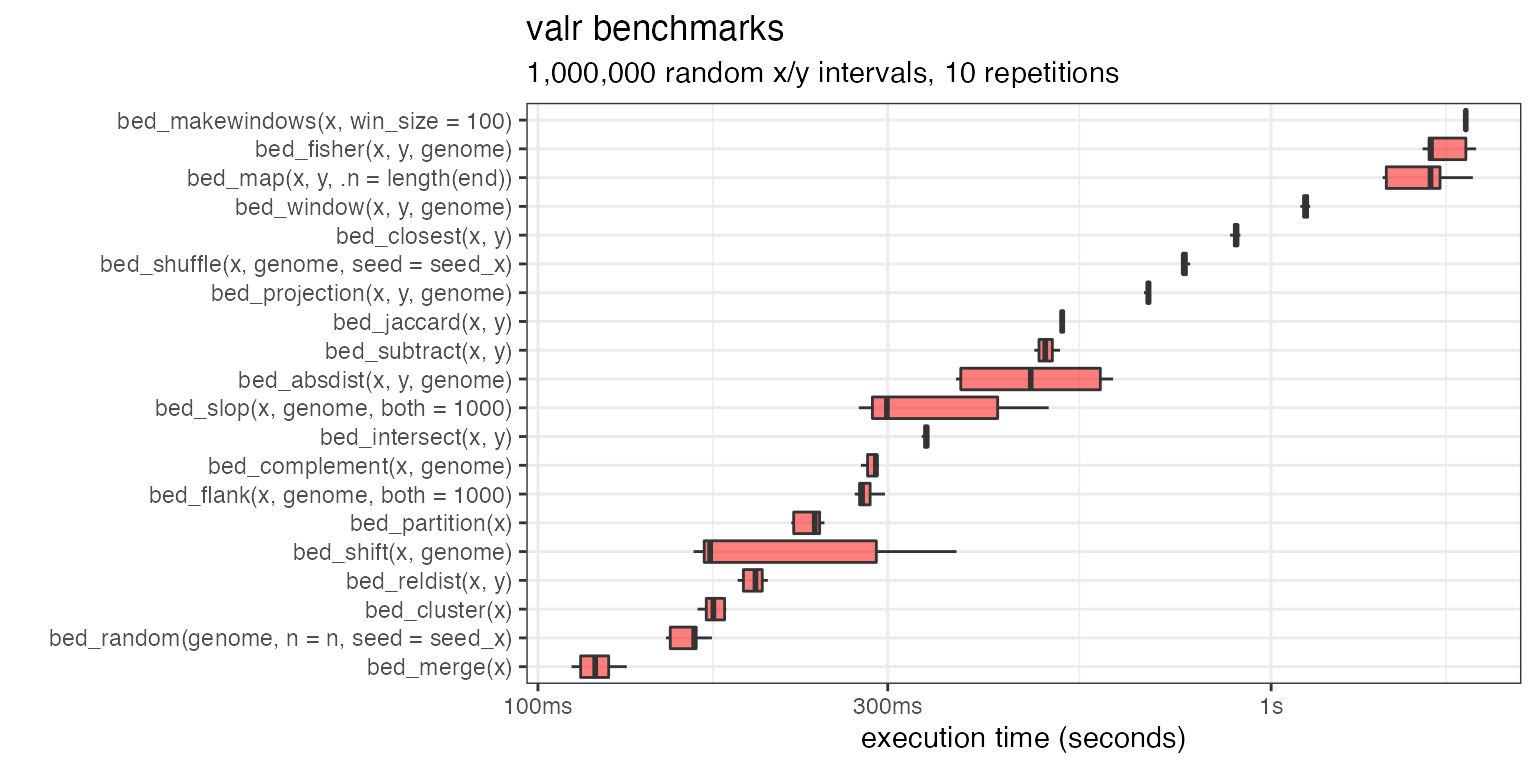 valr benchmarks
1,000,000 random x/y intervals, 10 repetitions
bed_makewindows(x, win_size = 100)
bed_fisher(x, y, genome)
bed_map(x, y, .n = length(end))
bed_window(x, y, genome)
bed_closest(x, y)
bed_shuffle(x, genome, seed = seed_x)
bed_projection(x, y, genome)
bed_jaccard(x, y)
bed_subtract(x, y)
bed_absdist(x, y, genome)
bed_slop(x, genome, both = 1000)
bed_intersect(x, y)
bed_complement(x, genome)
bed_flank(x, genome, both = 1000)
bed_partition(x)
bed_shift(x, genome)
bed_reldist(x, y)
bed_cluster(x)
bed_random(genome, n = n, seed = seed_x)
bed_merge(x)
100ms 300ms 1s
execution time (seconds)